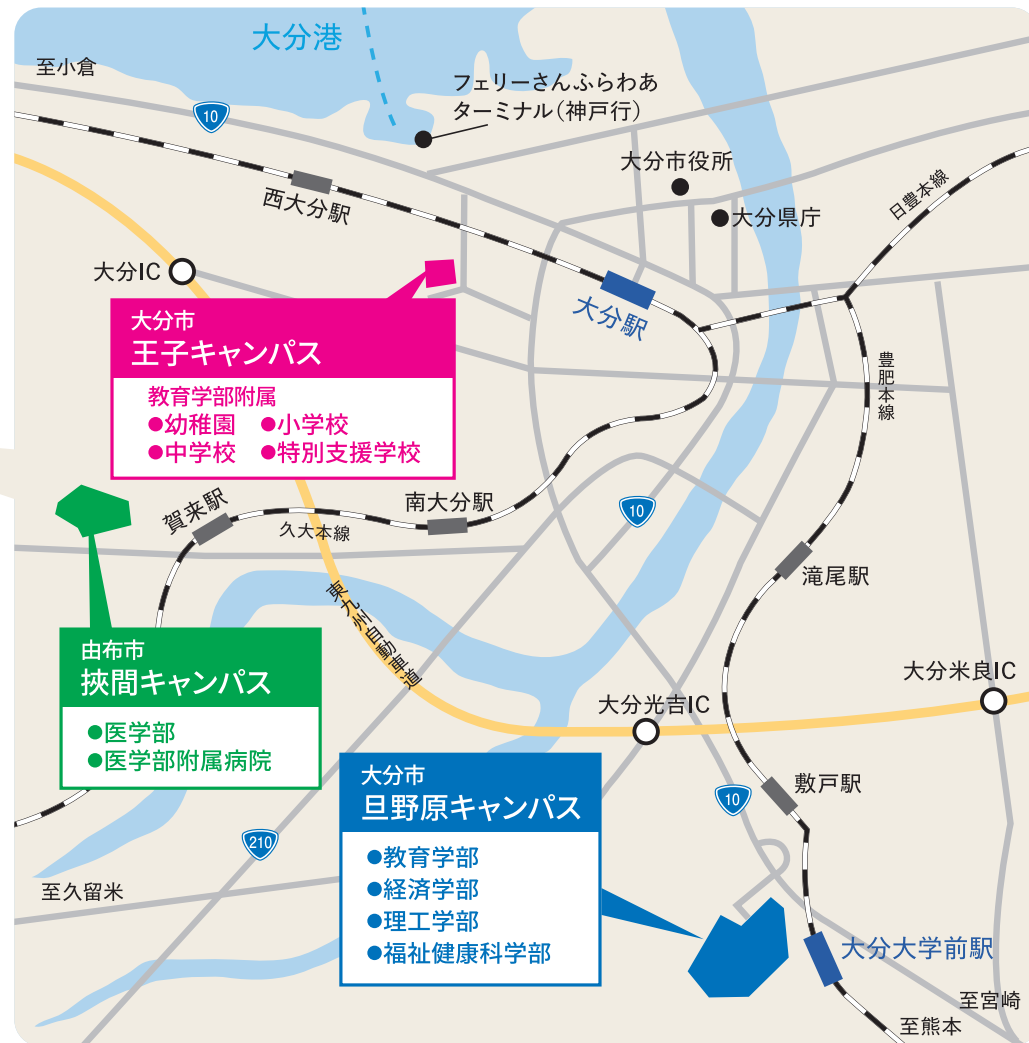 大分港
至小倉
フェリーさんふらわあ
ターミナル(神戸行)
10
大分市役所
西大分駅
大分県庁
日豊本線
大分IC
大分駅
大分市
王子キャンパス
教育学部附属
●幼稚園 ●小学校
●中学校 ●特別支援学校
豊肥本線
賀来駅
南大分駅
久大本線
10
滝尾駅
東九州自動車道
由布市
挾間キャンパス
●医学部
●医学部附属病院
大分米良IC
大分光吉IC
大分市
旦野原キャンパス
●教育学部
●経済学部
●理工学部
●福祉健康科学部
敷戸駅
10
210
至久留米
大分大学前駅
至宮崎
至熊本